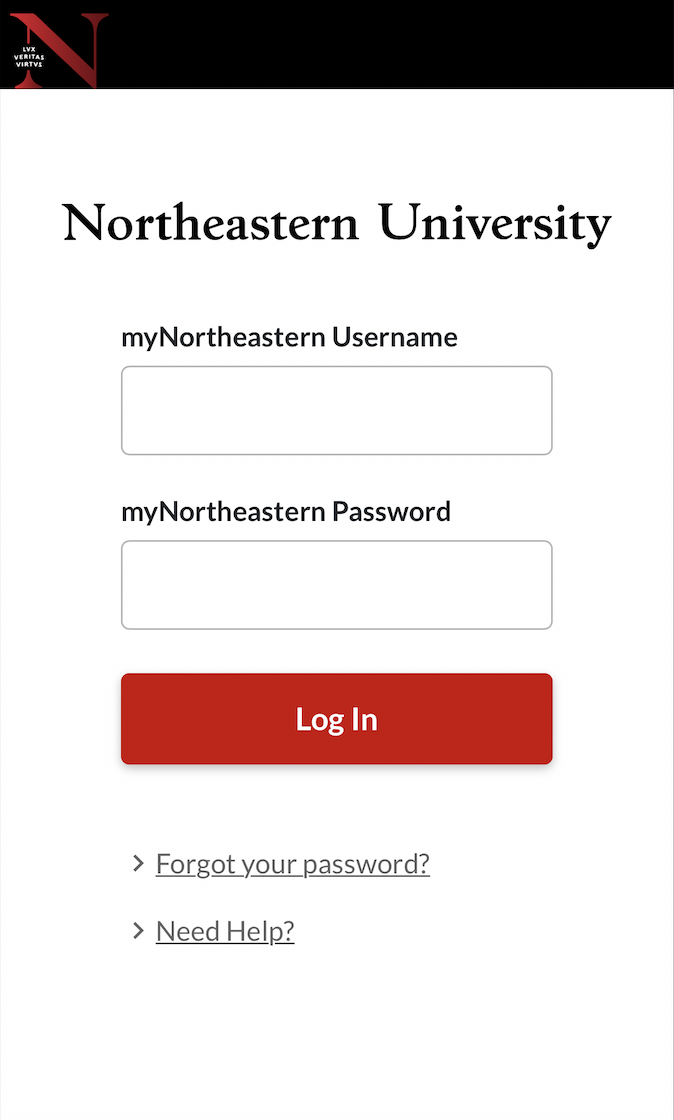 LVX
VERITAS
VIRTVS
Northeastern University
myNortheastern Username
myNortheastern Password
Log In
Forgot your password?
Need Help?